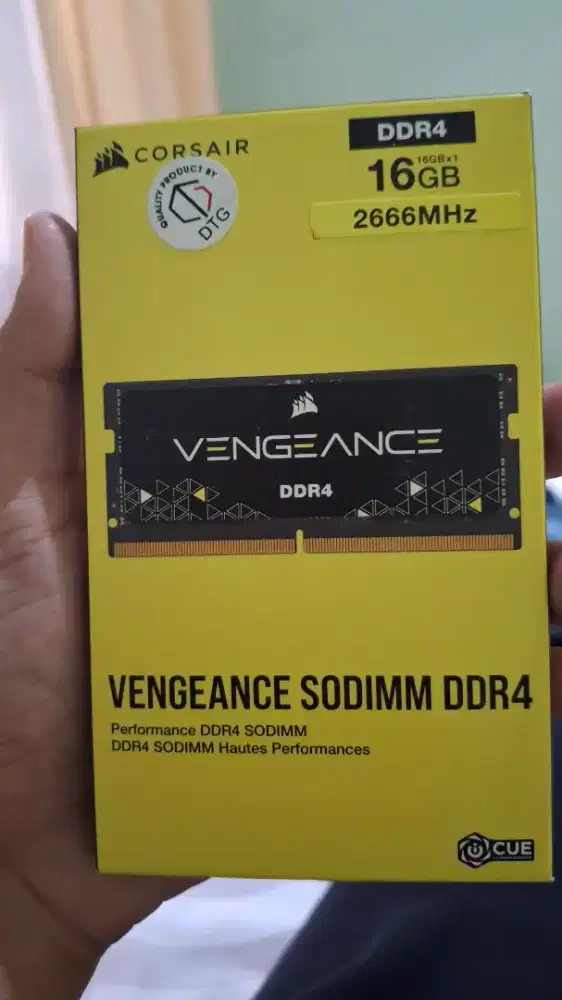 CORSAIR
QUALITY PRODUCT BY
DTG
DDR4
16GBx1
16GB
2666MHz
VENGEANCE
DDR4
VENGEANCE SODIMM DDR4
Performance DDR4 SODIMM
DDR4 SODIMM Hautes Performances
CUE